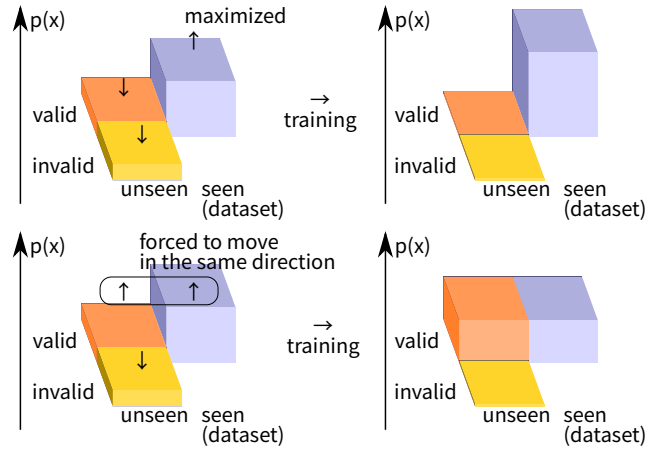 p(x)
maximized
↑
↓
valid
↓
invalid
unseen seen
(dataset)
→
training
p(x)
valid
invalid
unseen seen
(dataset)
p(x)
forced to move
in the same direction
↑ ↑
valid
↓
invalid
unseen seen
(dataset)
→
training
p(x)
valid
invalid
unseen seen
(dataset)